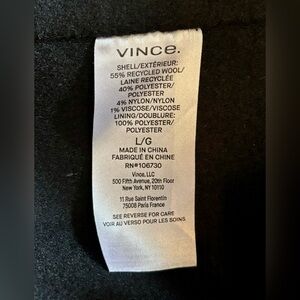 VINCE.
SHELL/EXTÉRIEUR:
55% RECYCLED WOOL/
LAINE RECYCLÉE
40% POLYESTER/
POLYESTER
4% NYLON/NYLON
1% VISCOSE/VISCOSE
LINING/DOUBLURE:
100% POLYESTER/
POLYESTER
L/G
MADE IN CHINA
FABRIQUÉ EN CHINE
RN#106730
Vince, LLC
500 Fifth Avenue, 20th Floor
New York, NY 10110
11 Rue Saint Florentin
75008 Paris France
SEE REVERSE FOR CARE
VOIR AU VERSO POUR LES SOINS